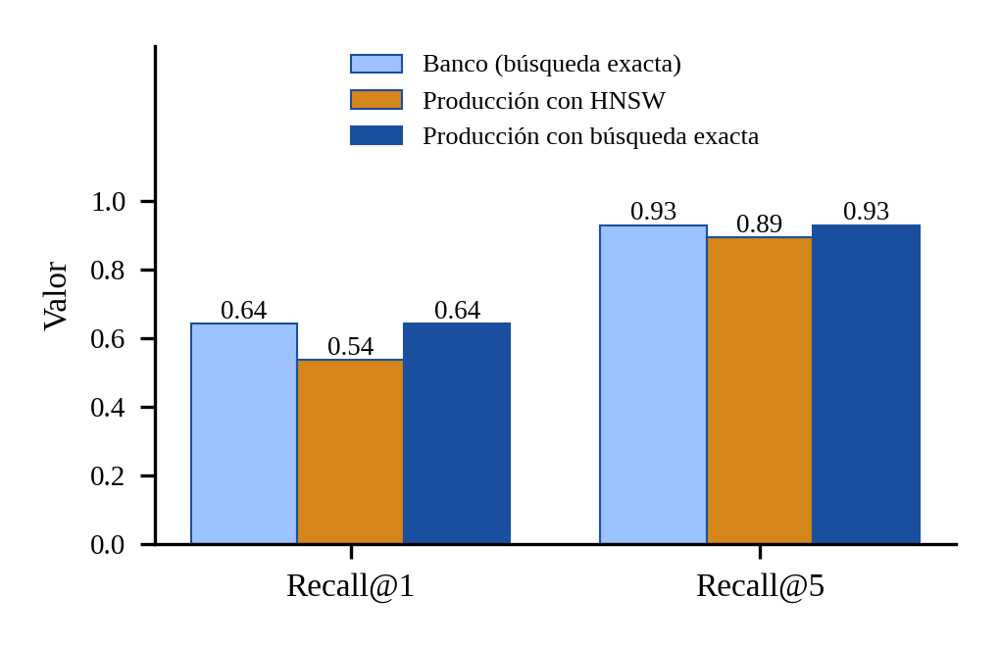 Banco (búsqueda exacta)
Producción con HNSW
Producción con búsqueda exacta
Valor
1.0
0.8
0.6
0.4
0.2
0.0
0.64
0.54
0.64
0.93
0.89
0.93
Recall@1
Recall@5